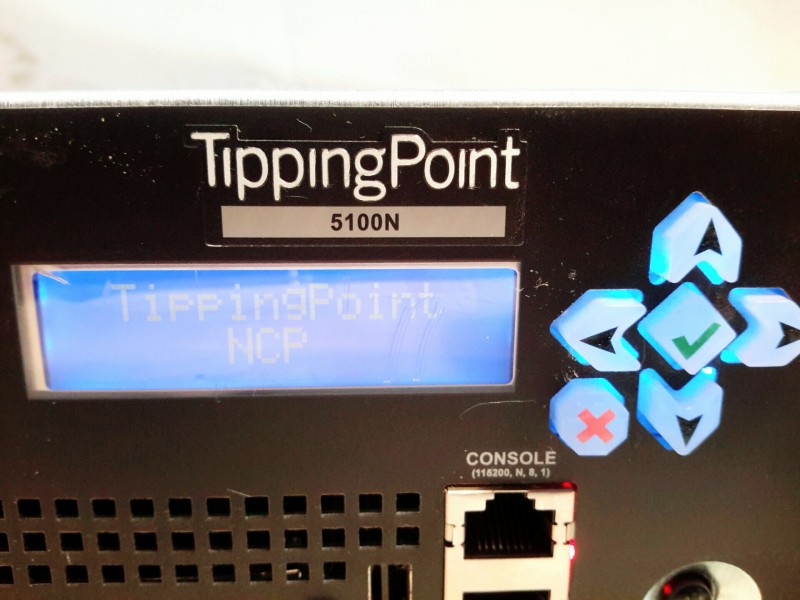 TippingPoint
5100N
TippingPoint
NCP
CONSOLE
(115200, N, 8, 1)